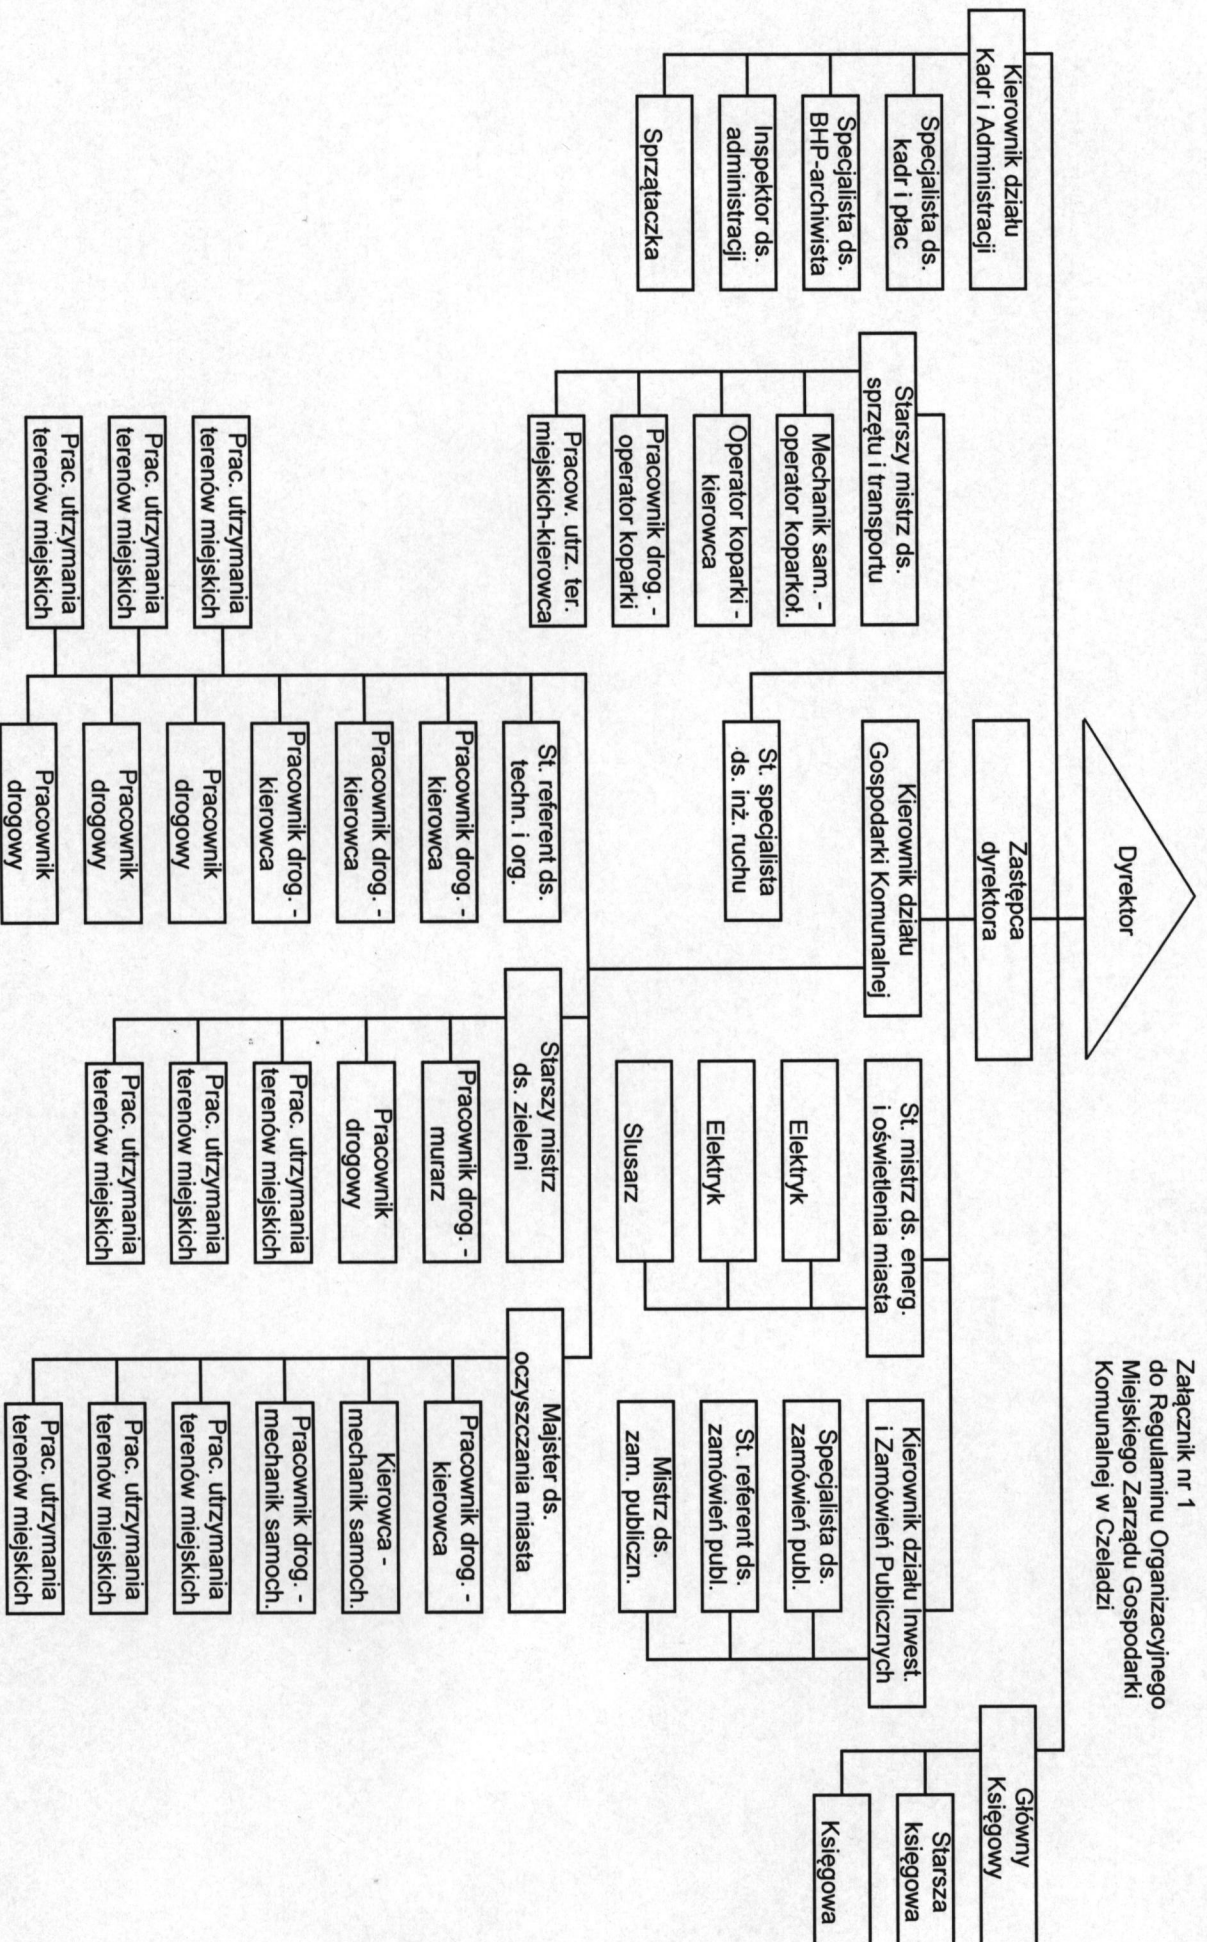 Załącznik nr 1
do Regulaminu Organizacyjnego
Miejskiego Zarządu Gospodarki
Komunalnej w Czeladzi
Dyrektor
Zastępca
dyrektora
Kierownik działu
Kadr i Administracji
Specjalista ds.
kadr i płac
Specjalista ds.
BHP-archiwista
Inspektor ds.
administracji
Sprzątaczka
Starszy mistrz ds.
sprzętu i transportu
Mechanik sam. -
operator koparkoł.
Operator koparki -
kierowca
Pracownik drog. -
operator koparki
Pracow. utrz. ter.
miejskich-kierowca
Kierownik działu
Gospodarki Komunalnej
St. specjalista
ds. inż. ruchu
St. mistrz ds. energ.
i oświetlenia miasta
Elektryk
Elektryk
Ślusarz
Kierownik działu Inwest.
i Zamówień Publicznych
Specjalista ds.
zamówień publ.
St. referent ds.
zamówień publ.
Mistrz ds.
zam. publiczn.
Główny
Księgowy
Starsza
księgowa
Księgowa
St. referent ds.
techn. i org.
Pracownik drog. -
kierowca
Pracownik drog. -
kierowca
Pracownik drog. -
kierowca
Pracownik
drogowy
Pracownik
drogowy
Pracownik
drogowy
Prac. utrzymania
terenów miejskich
Prac. utrzymania
terenów miejskich
Prac. utrzymania
terenów miejskich
Starszy mistrz
ds. zieleni
Pracownik drog. -
murarz
Pracownik
drogowy
Prac. utrzymania
terenów miejskich
Prac. utrzymania
terenów miejskich
Prac. utrzymania
terenów miejskich
Majster ds.
oczyszczania miasta
Pracownik drog. -
kierowca
Kierowca -
mechanik samoch.
Pracownik drog. -
mechanik samoch.
Prac. utrzymania
terenów miejskich
Prac. utrzymania
terenów miejskich
Prac. utrzymania
terenów miejskich